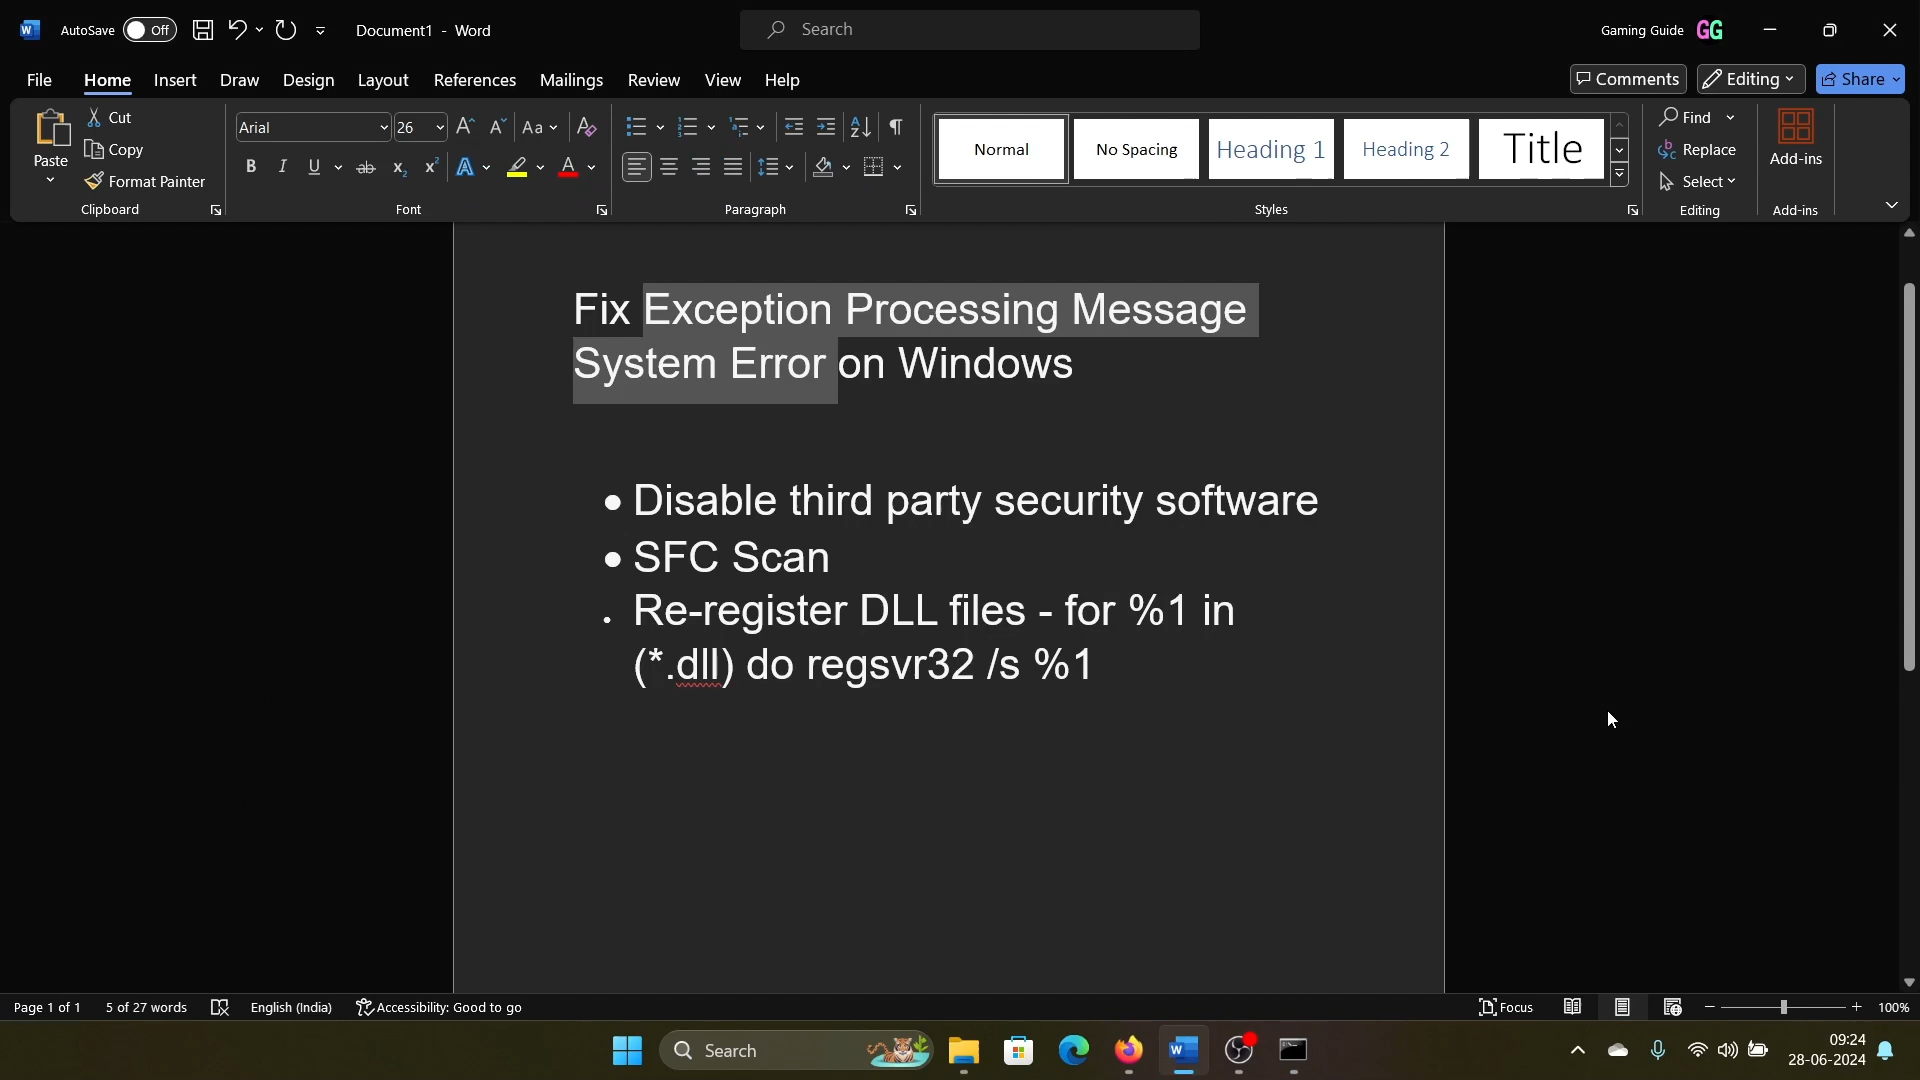 AutoSave Off Document1 - Word Search Gaming Guide GG
File Home Insert Draw Design Layout References Mailings Review View Help Comments Editing Share
Paste Cut Copy Format Painter
Clipboard
Arial 26 Aa
B I U ab x₂ x² A A
Font
Paragraph
Normal No Spacing Heading 1 Heading 2 Title
Styles
Find
Replace
Select
Editing
Add-ins
Add-ins
Fix Exception Processing Message
System Error on Windows
• Disable third party security software
• SFC Scan
• Re-register DLL files - for %1 in
(*.dll) do regsvr32 /s %1
Page 1 of 1 5 of 27 words English (India) Accessibility: Good to go Focus 100%
Search
09:24
28-06-2024